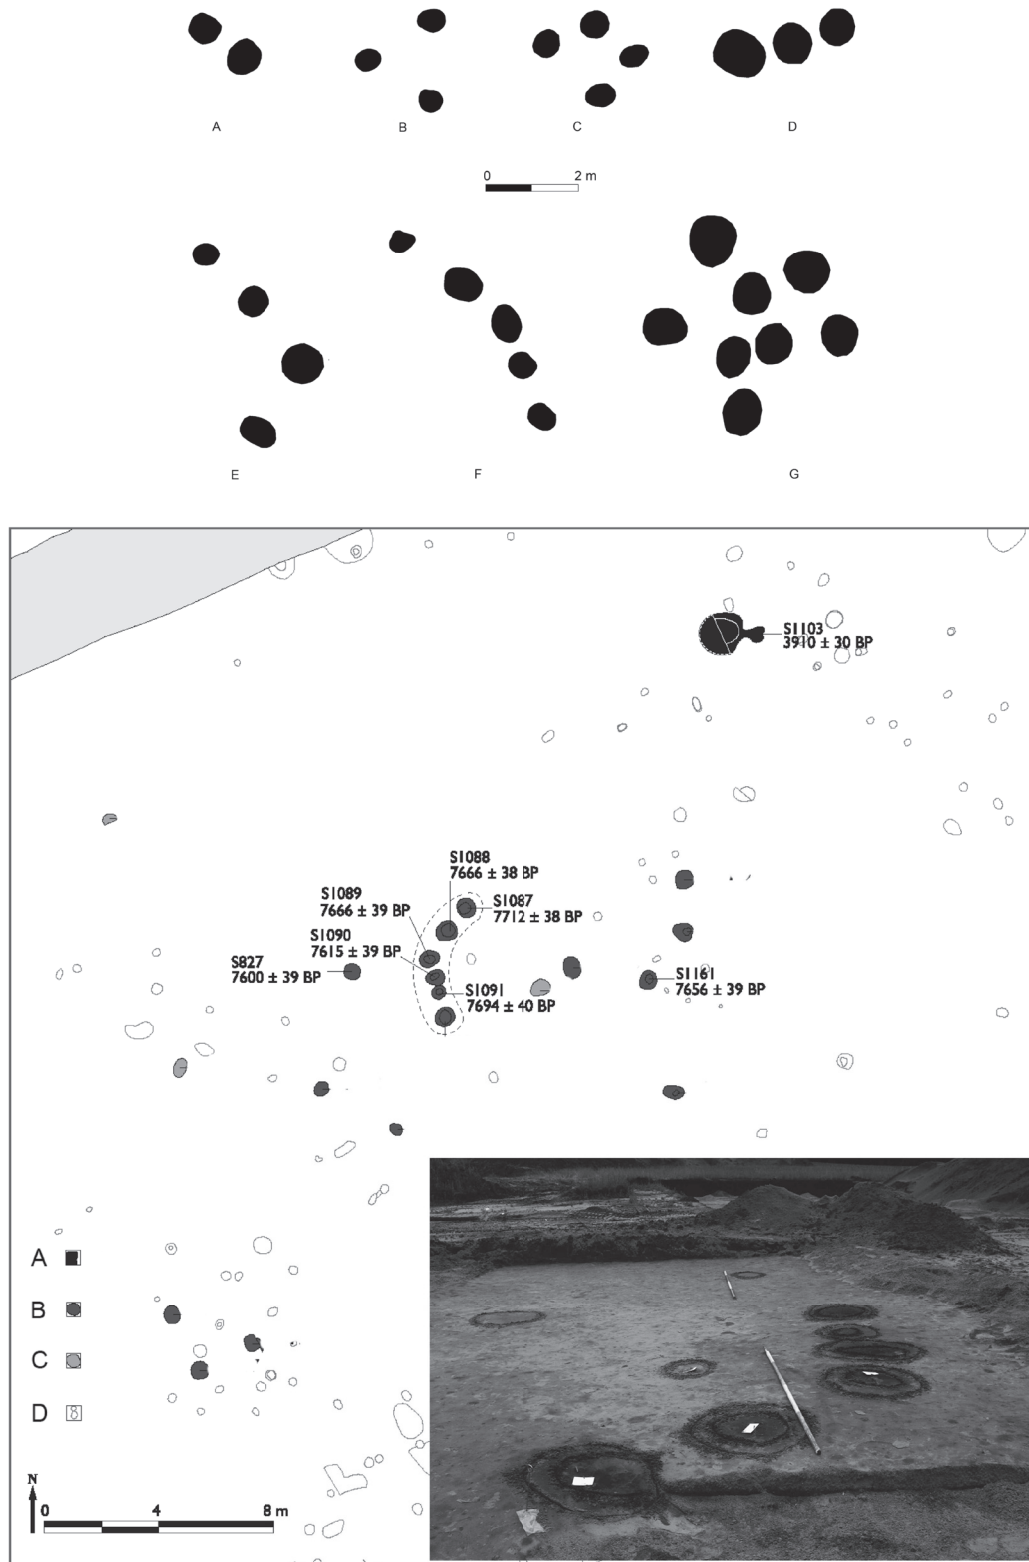 A B C D
0 2 m
E F G
S1103
3910 ± 30 BP
S1088
7666 ± 38 BP
S1089
7666 ± 39 BP
S1087
7712 ± 38 BP
S1090
7615 ± 39 BP
S827
7600 ± 39 BP
S1161
7656 ± 39 BP
S1091
7694 ± 40 BP
A
B
C
D
N
0 4 8 m